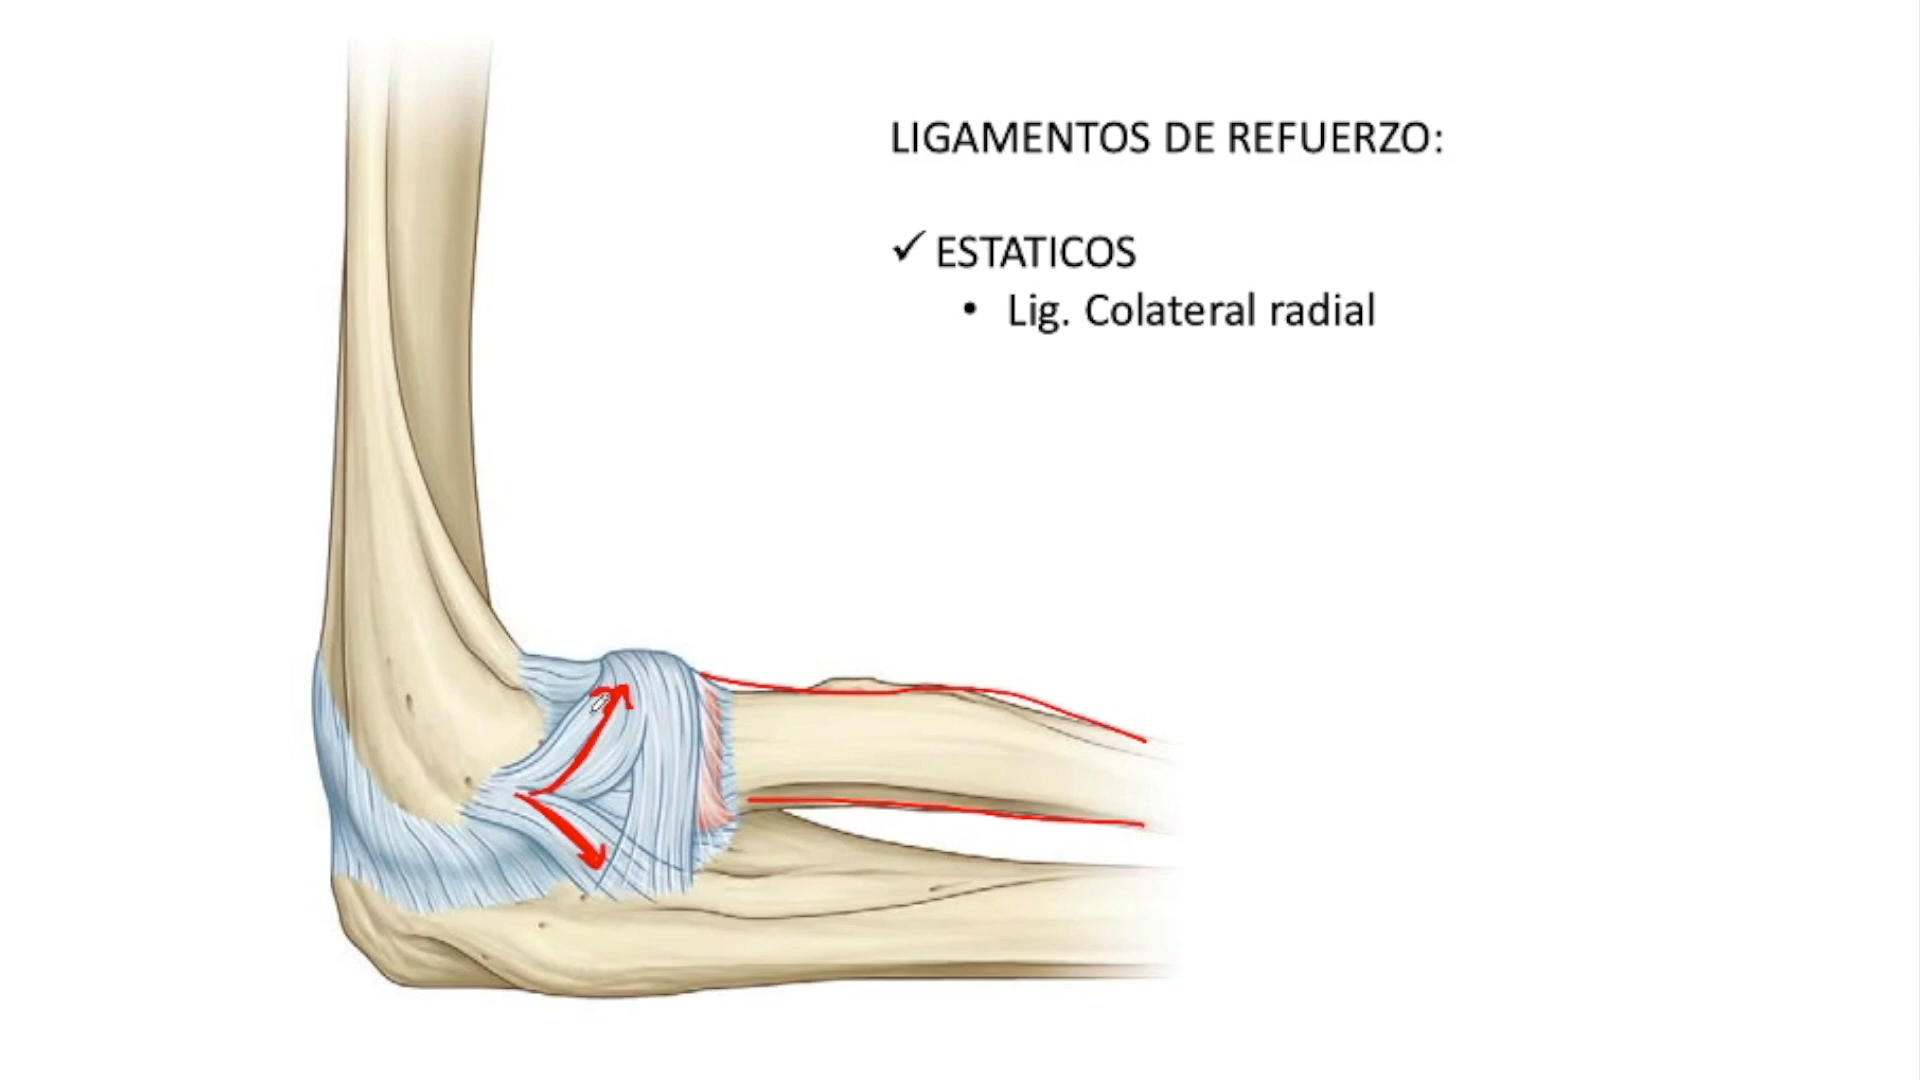 LIGAMENTOS DE REFUERZO:
✓ ESTATICOS
• Lig. Colateral radial